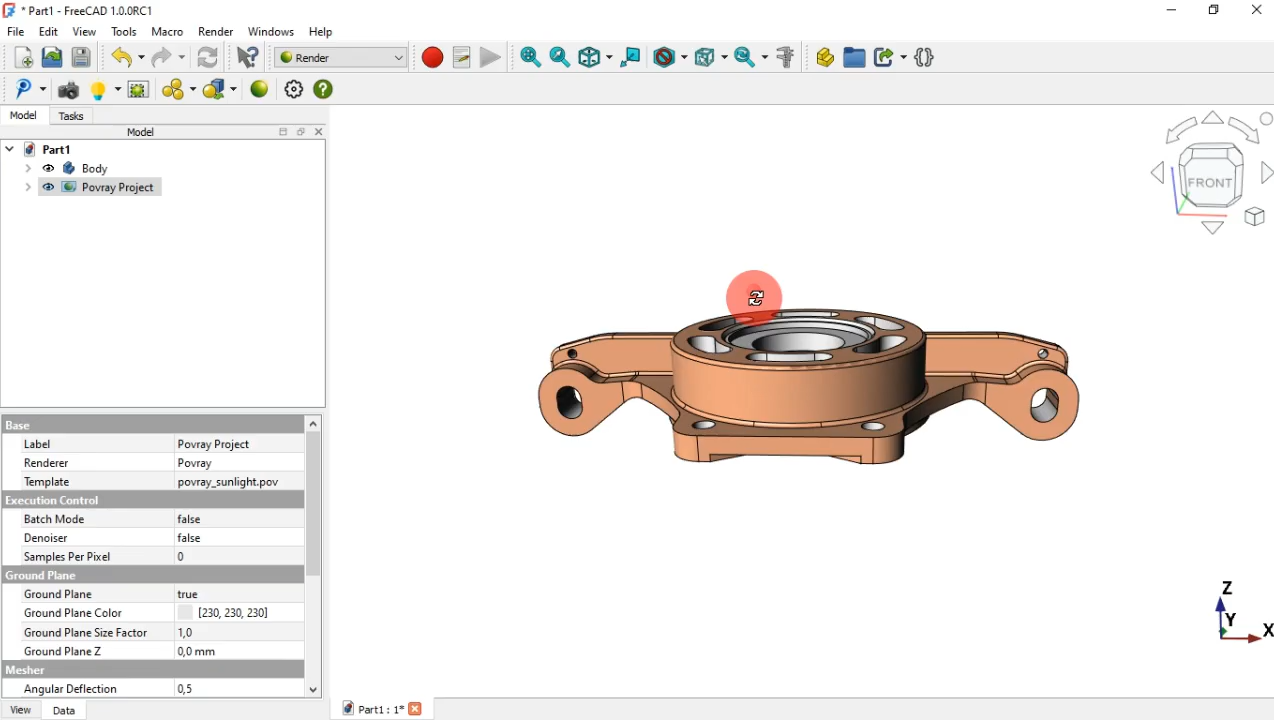 * Part1 - FreeCAD 1.0.0RC1
File Edit View Tools Macro Render Windows Help
Render
Model Tasks
Model
Part1
Body
Povray Project
FRONT
Base
Label Povray Project
Renderer Povray
Template povray_sunlight.pov
Execution Control
Batch Mode false
Denoiser false
Samples Per Pixel 0
Ground Plane
Ground Plane true
Ground Plane Color [230, 230, 230]
Ground Plane Size Factor 1,0
Ground Plane Z 0,0 mm
Mesher
Angular Deflection 0,5
Z
Y
X
View Data
Part1 : 1*